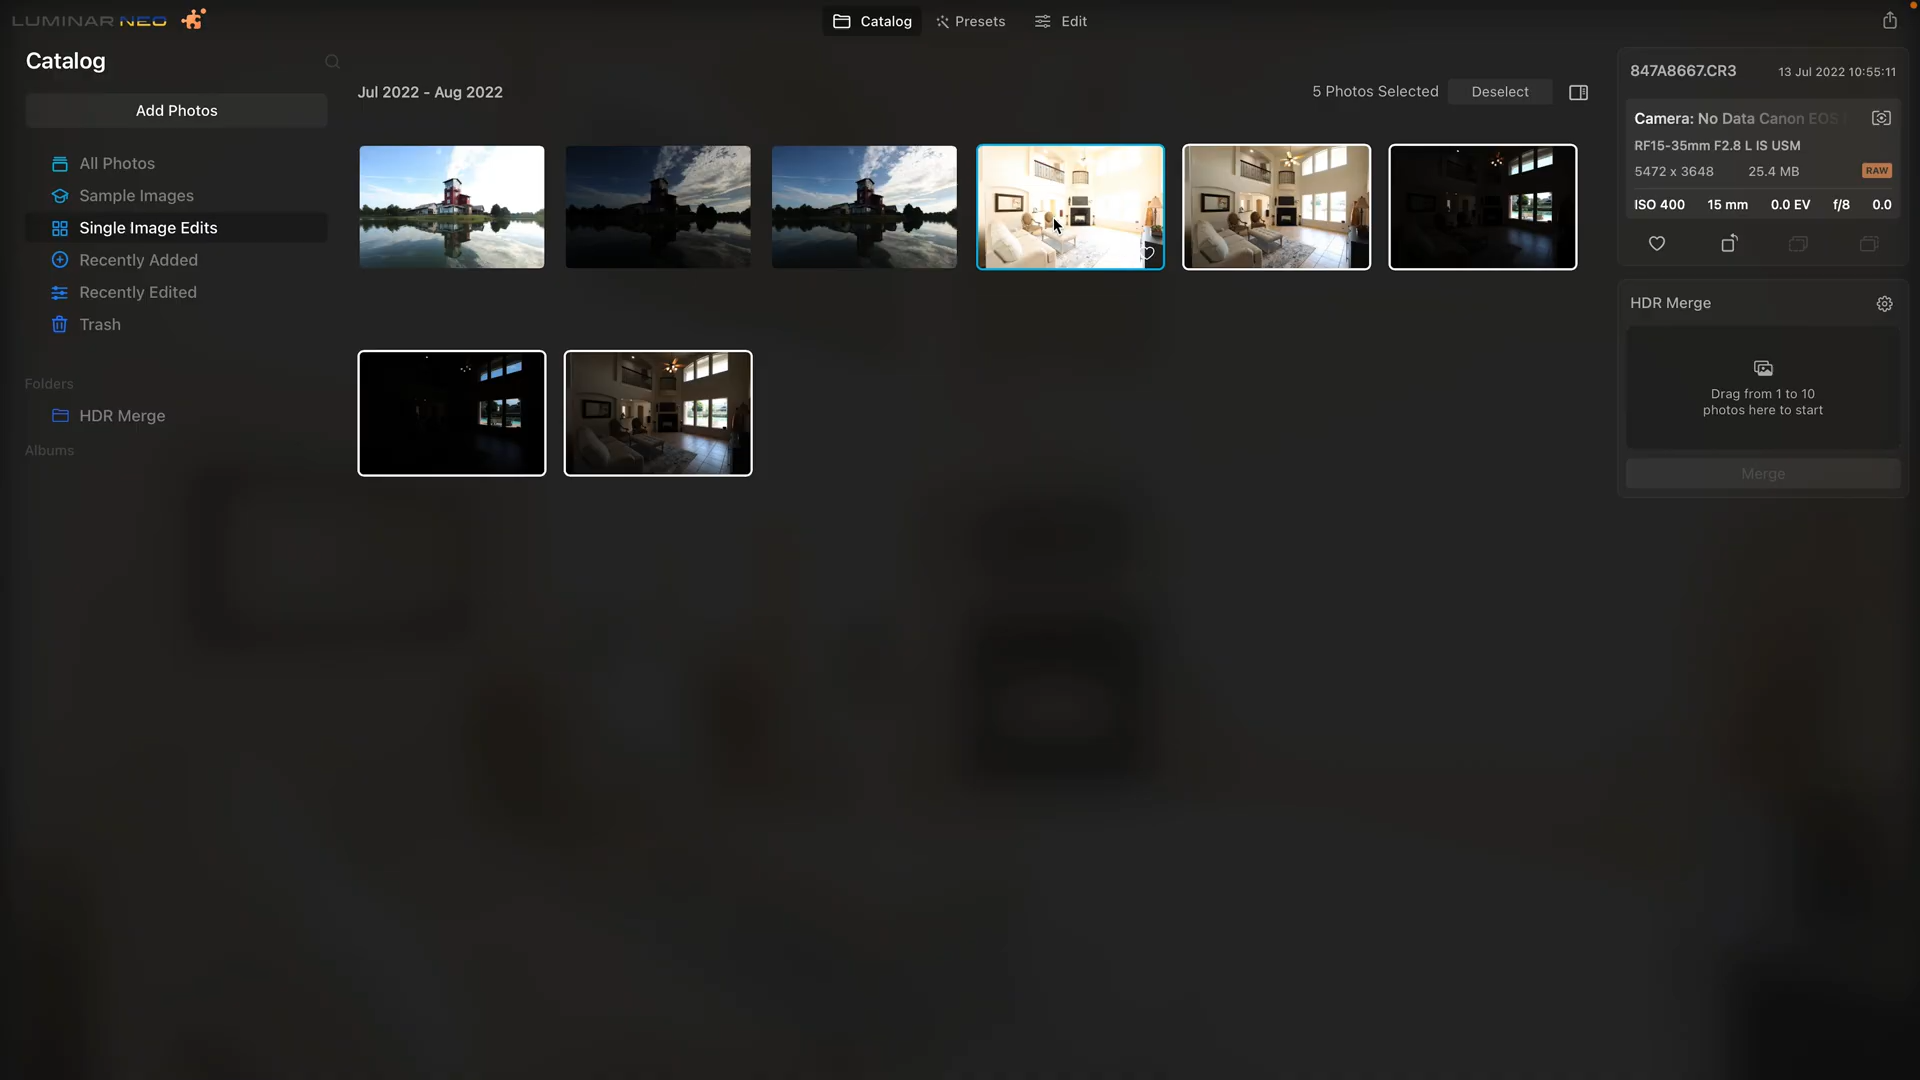 LUMINAR NEO
Catalog
Presets
Edit
Catalog
Add Photos
All Photos
Sample Images
Single Image Edits
Recently Added
Recently Edited
Trash
Folders
HDR Merge
Albums
Jul 2022 - Aug 2022
5 Photos Selected
Deselect
847A8667.CR3 13 Jul 2022 10:55:11
Camera: No Data Canon EOS
RF15-35mm F2.8 L IS USM
5472 x 3648 25.4 MB RAW
ISO 400 15 mm 0.0 EV f/8 0.0
HDR Merge
Drag from 1 to 10
photos here to start
Merge